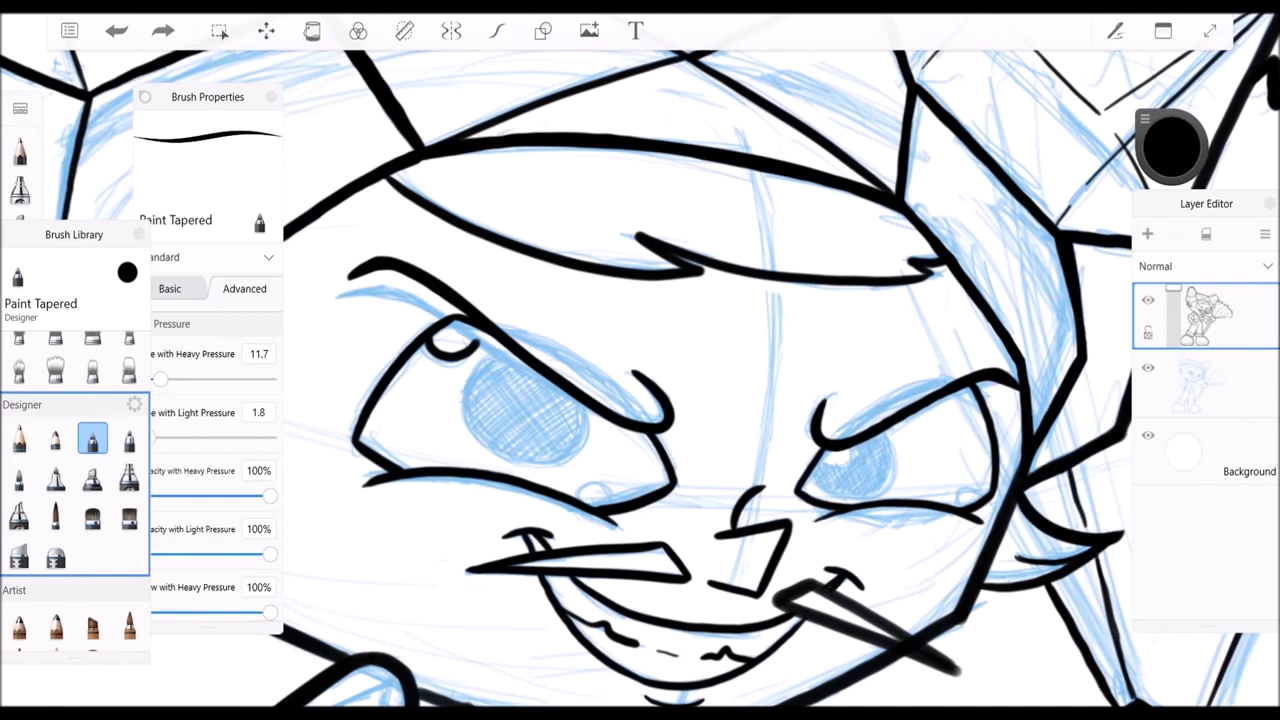 T
Brush Properties
Paint Tapered
andard
Basic
Advanced
Pressure
e with Heavy Pressure 11.7
e with Light Pressure 1.8
acity with Heavy Pressure 100%
acity with Light Pressure 100%
w with Heavy Pressure 100%
Brush Library
Paint Tapered
Designer
Designer
Artist
Layer Editor
Normal
Background